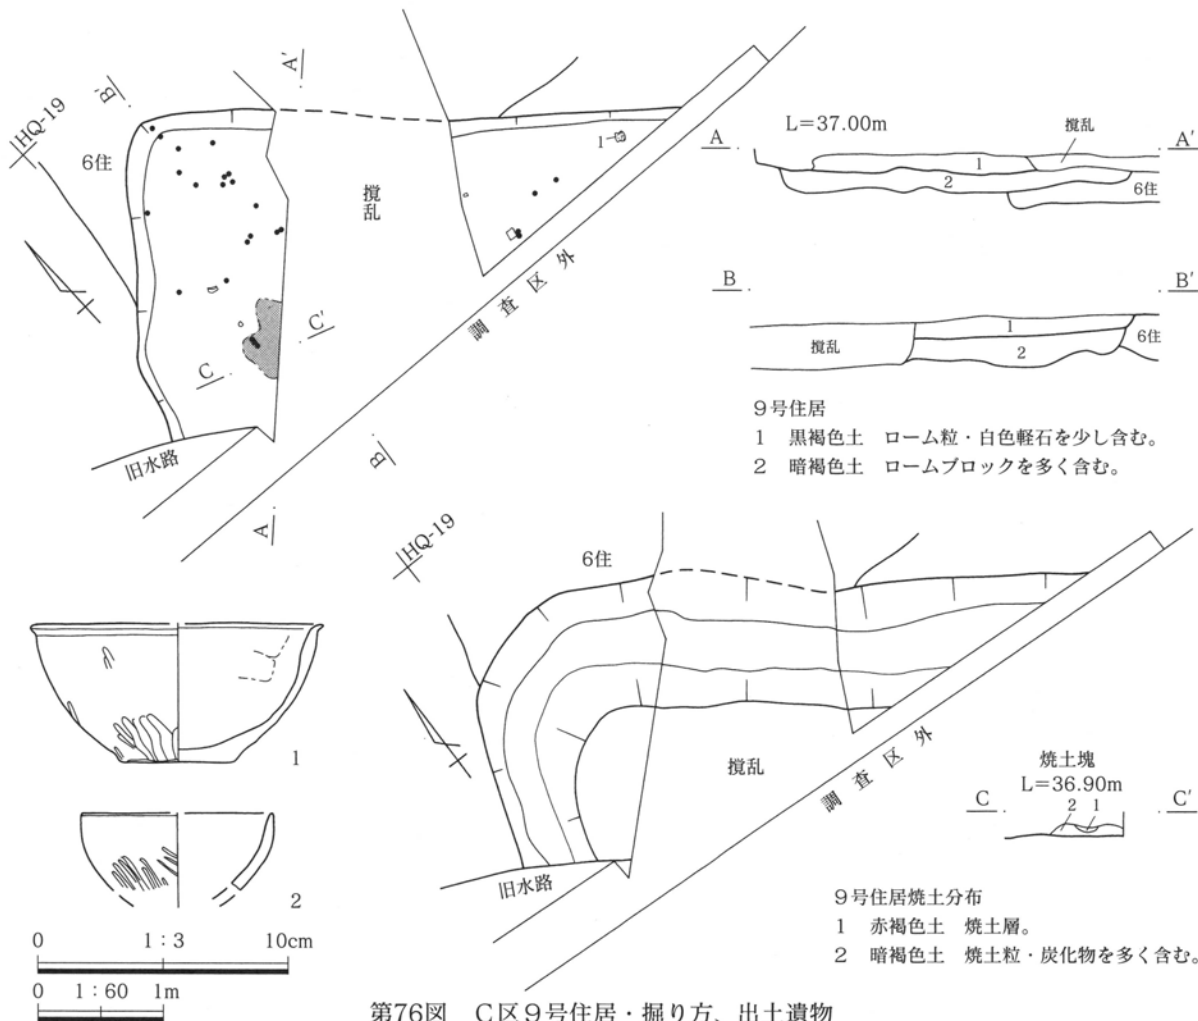 HQ-19
B′
A′
6住
1
撹乱
調査区外
C′
C
旧水路
B
A
L=37.00m
撹乱
A
A′
1
2
6住
B
B′
1
撹乱
2
6住
9号住居
1 黒褐色土 ローム粒・白色軽石を少し含む。
2 暗褐色土 ロームブロックを多く含む。
HQ-19
6住
撹乱
調査区外
旧水路
1
2
0 1:3 10cm
0 1:60 1m
焼土塊
L=36.90m
C
2 1
C′
9号住居焼土分布
1 赤褐色土 焼土層。
2 暗褐色土 焼土粒・炭化物を多く含む。
第76図 C区9号住居・掘り方、出土遺物